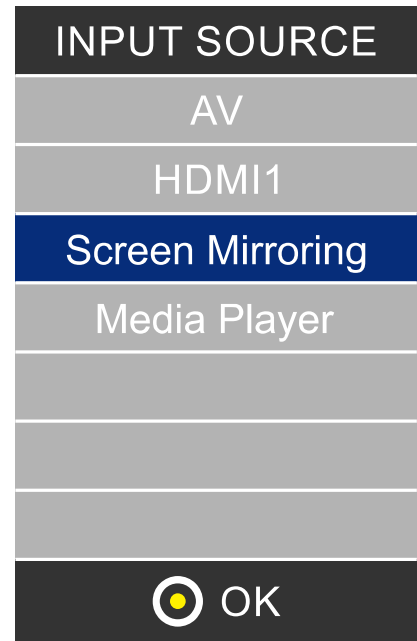 INPUT SOURCE
AV
HDMI1
Screen Mirroring
Media Player
OK